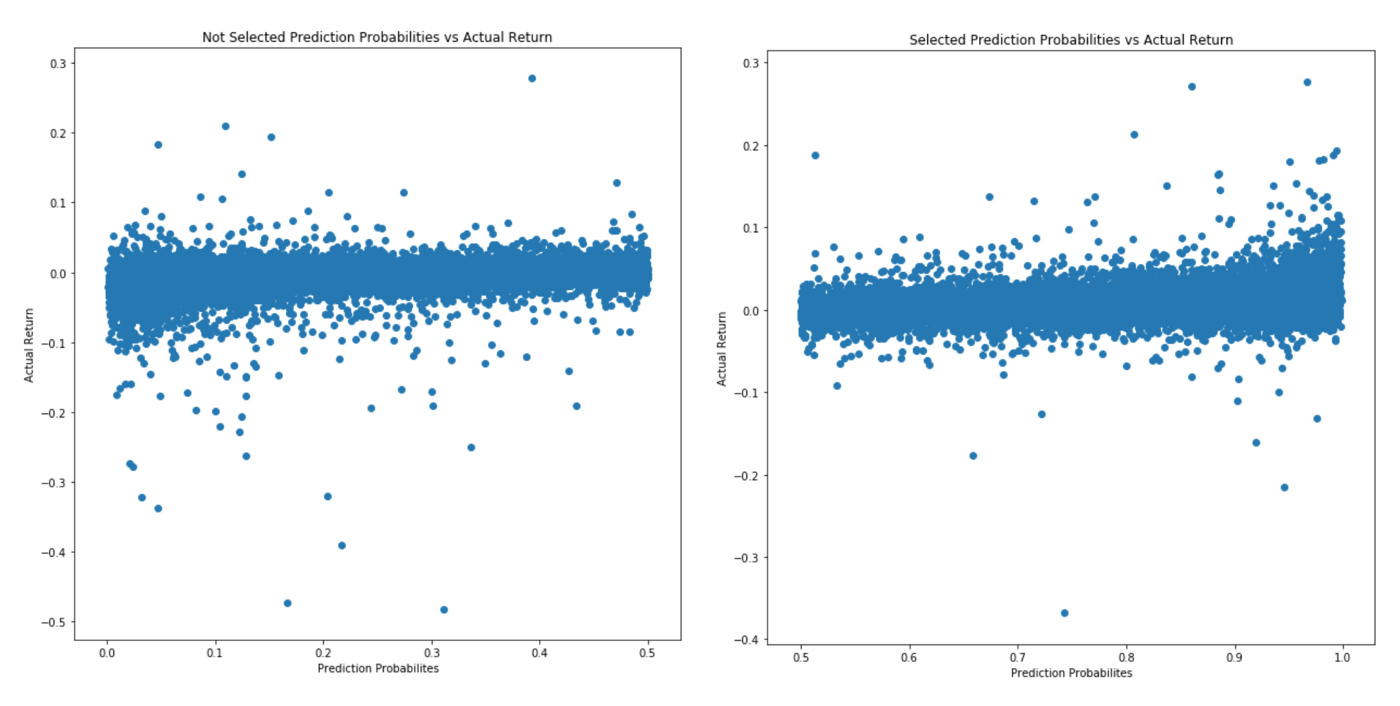 Not Selected Prediction Probabilities vs Actual Return
0.3
0.2
0.1
0.0
−0.1
−0.2
−0.3
−0.4
−0.5
Actual Return
0.0 0.1 0.2 0.3 0.4 0.5
Prediction Probabilites
Selected Prediction Probabilities vs Actual Return
0.3
0.2
0.1
0.0
−0.1
−0.2
−0.3
−0.4
Actual Return
0.5 0.6 0.7 0.8 0.9 1.0
Prediction Probabilites